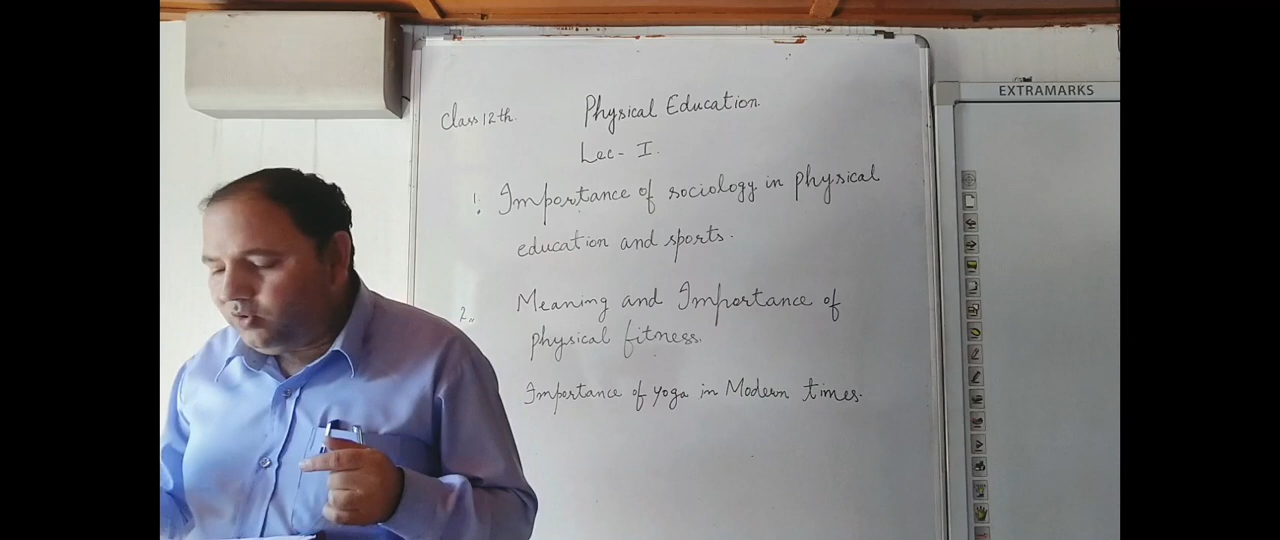 EXTRAMARKS
Class 12th. Physical Education.
Lec- I.
1. Importance of sociology in physical
education and sports.
2. Meaning and Importance of
physical fitness.
Importance of yoga in Modern times.